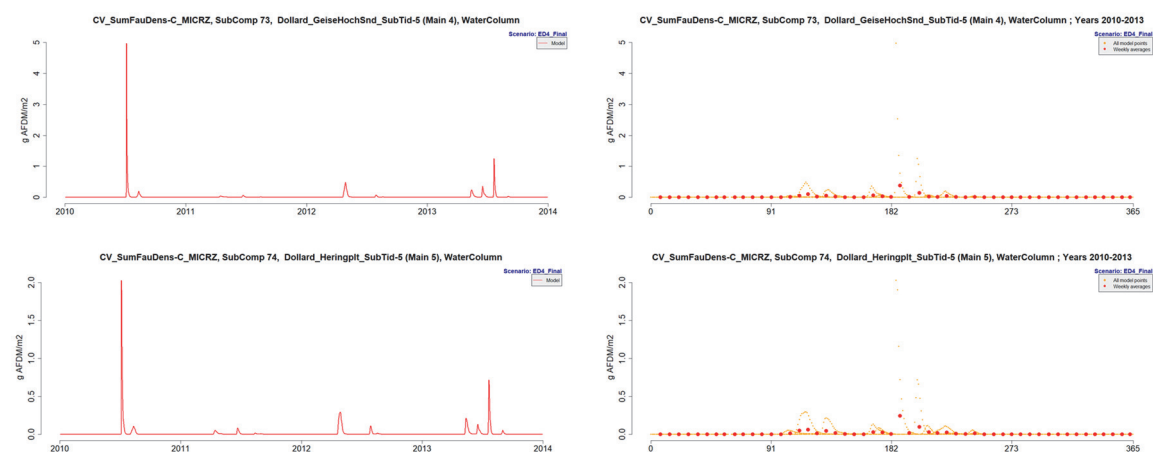 CV_SumFauDens-C_MICRZ, SubComp 73, Dollard_GeiseHochSnd_SubTid-5 (Main 4), WaterColumn
Scenario: ED4_Final
Model
g AFDM/m2
5
4
3
2
1
0
2010 2011 2012 2013 2014
CV_SumFauDens-C_MICRZ, SubComp 73, Dollard_GeiseHochSnd_SubTid-5 (Main 4), WaterColumn ; Years 2010-2013
Scenario: ED4_Final
All model points
Weekly averages
g AFDM/m2
5
4
3
2
1
0
0 91 182 273 365
CV_SumFauDens-C_MICRZ, SubComp 74, Dollard_Heringplt_SubTid-5 (Main 5), WaterColumn
Scenario: ED4_Final
Model
g AFDM/m2
2.0
1.5
1.0
0.5
0.0
2010 2011 2012 2013 2014
CV_SumFauDens-C_MICRZ, SubComp 74, Dollard_Heringplt_SubTid-5 (Main 5), WaterColumn ; Years 2010-2013
Scenario: ED4_Final
All model points
Weekly averages
g AFDM/m2
2.0
1.5
1.0
0.5
0.0
0 91 182 273 365